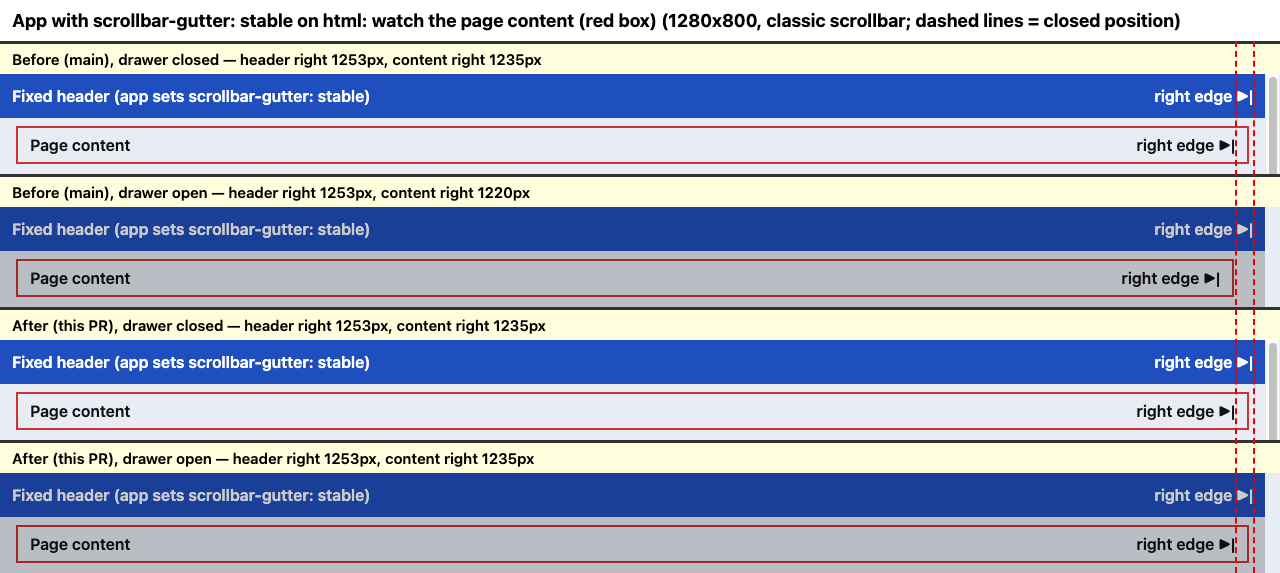 App with scrollbar-gutter: stable on html: watch the page content (red box) (1280x800, classic scrollbar; dashed lines = closed position)
Before (main), drawer closed — header right 1253px, content right 1235px
Fixed header (app sets scrollbar-gutter: stable) right edge ▶|
Page content right edge ▶|
Before (main), drawer open — header right 1253px, content right 1220px
Fixed header (app sets scrollbar-gutter: stable) right edge ▶|
Page content right edge ▶|
After (this PR), drawer closed — header right 1253px, content right 1235px
Fixed header (app sets scrollbar-gutter: stable) right edge ▶|
Page content right edge ▶|
After (this PR), drawer open — header right 1253px, content right 1235px
Fixed header (app sets scrollbar-gutter: stable) right edge ▶|
Page content right edge ▶|